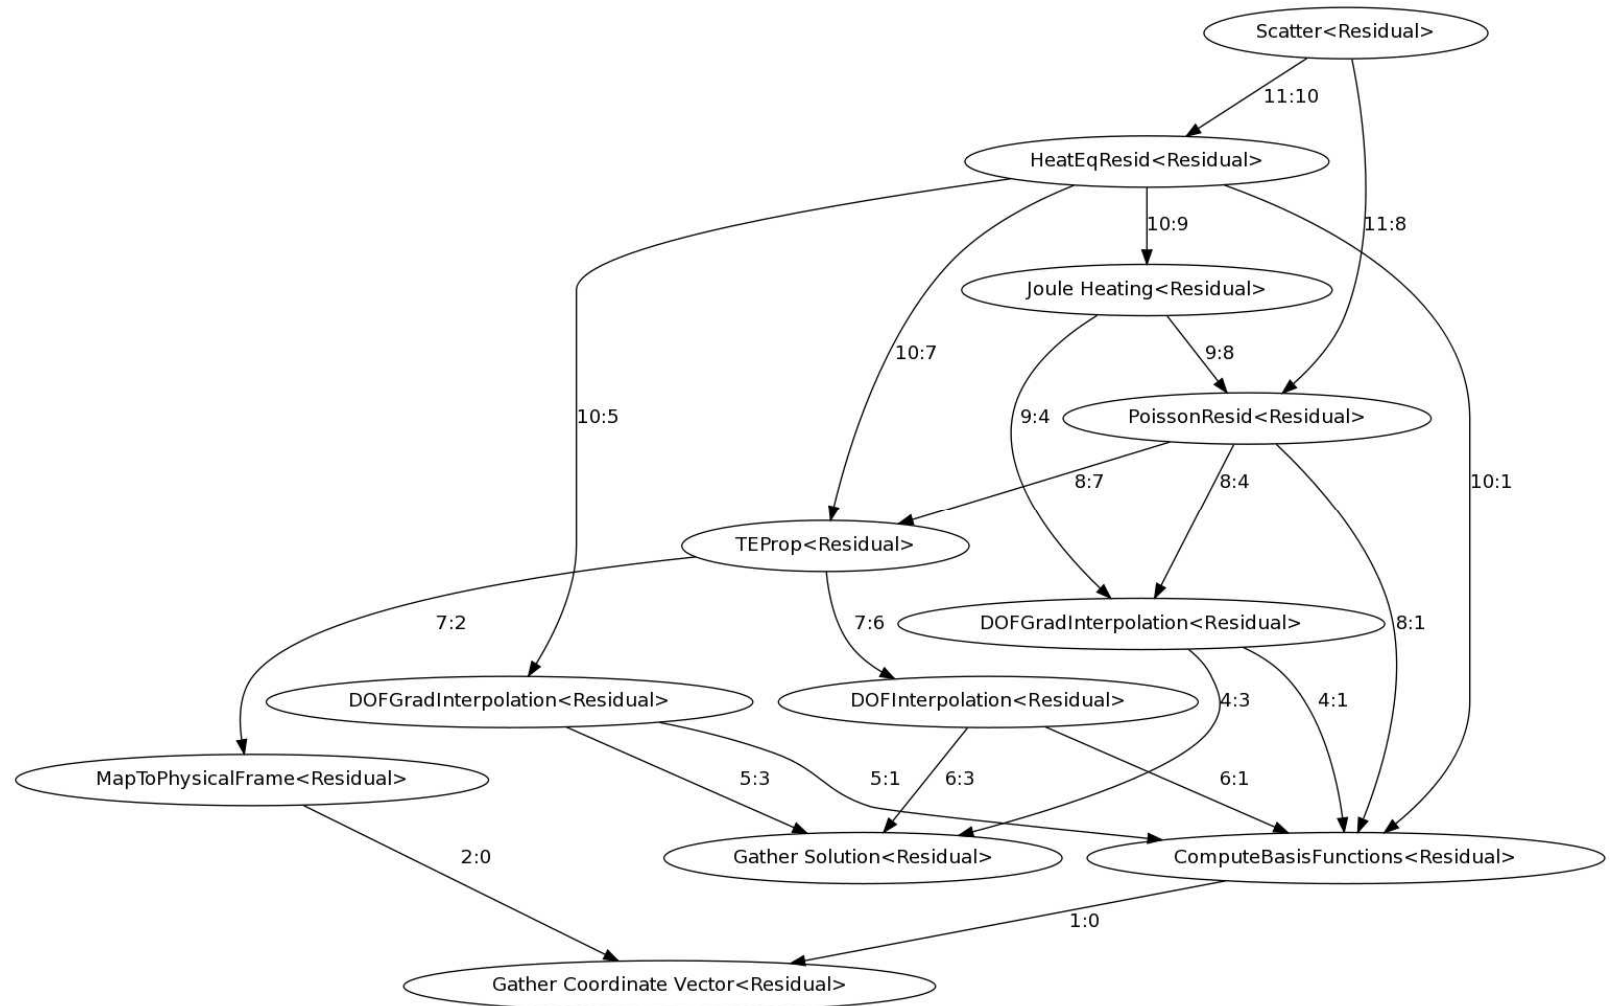 Scatter<Residual>
11:10
HeatEqResid<Residual>
10:9
11:8
Joule Heating<Residual>
10:7
9:8
10:5
9:4
PoissonResid<Residual>
8:7
8:4
10:1
TEProp<Residual>
7:2
7:6
DOFGradInterpolation<Residual>
8:1
DOFGradInterpolation<Residual>
DOFInterpolation<Residual>
4:3
4:1
MapToPhysicalFrame<Residual>
5:3
5:1
6:3
6:1
2:0
Gather Solution<Residual>
ComputeBasisFunctions<Residual>
1:0
Gather Coordinate Vector<Residual>